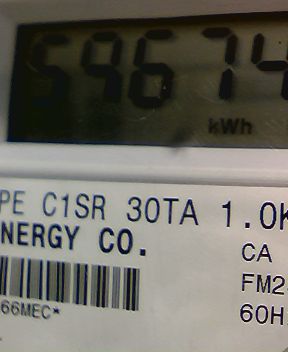 59674
kWh
PE C1SR 30TA 1.0K
NERGY CO.
CA
FM2
66MEC*
60H